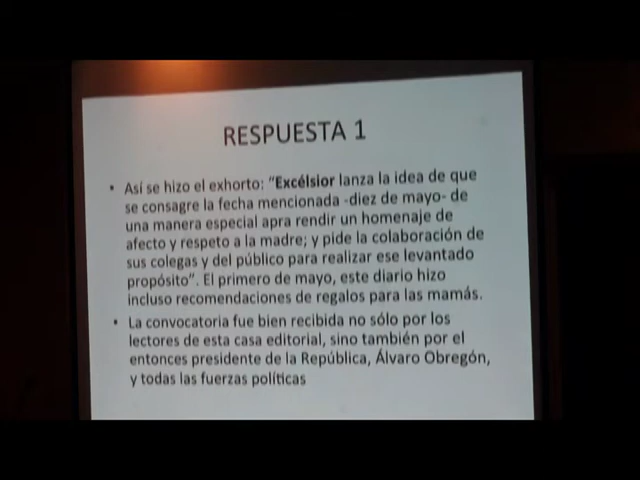 RESPUESTA 1
• Así se hizo el exhorto: "Excélsior lanza la idea de que
se consagre la fecha mencionada -diez de mayo- de
una manera especial apra rendir un homenaje de
afecto y respeto a la madre; y pide la colaboración de
sus colegas y del público para realizar ese levantado
propósito". El primero de mayo, este diario hizo
incluso recomendaciones de regalos para las mamás.
• La convocatoria fue bien recibida no sólo por los
lectores de esta casa editorial, sino también por el
entonces presidente de la República, Álvaro Obregón,
y todas las fuerzas políticas